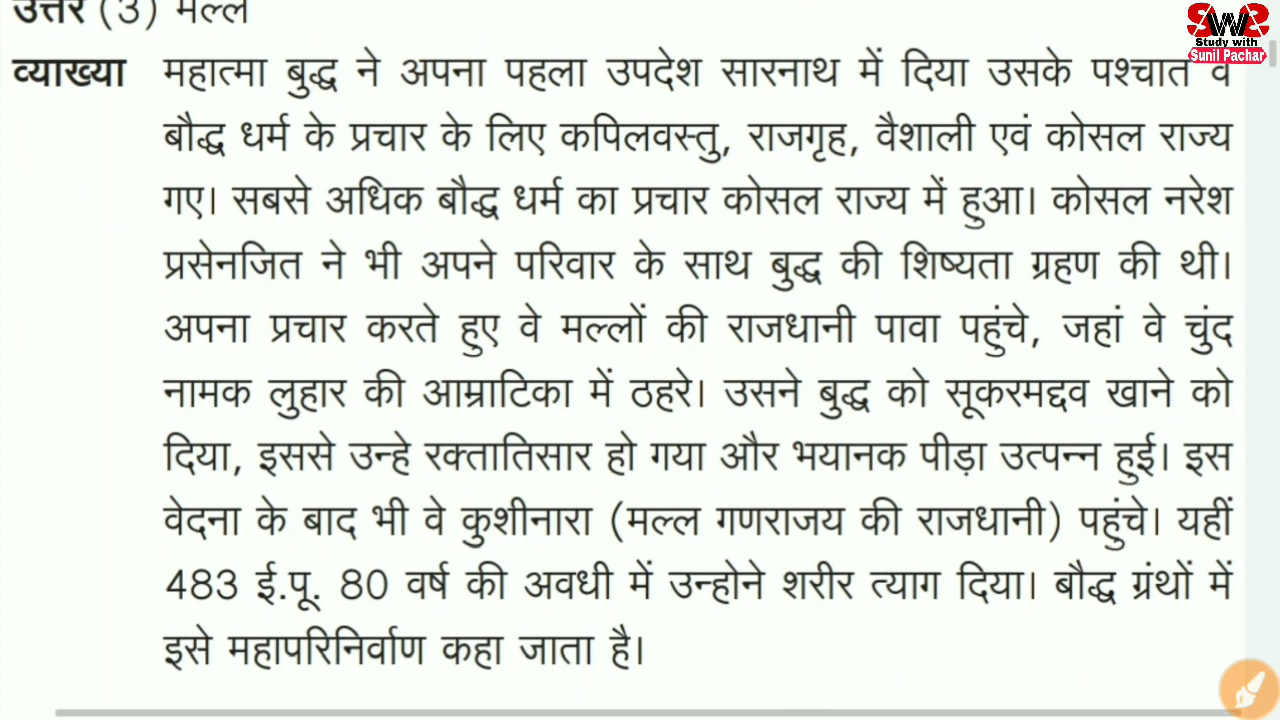 उत्तर (3) मल्ल
SWS
Study with
Sunil Pachar
व्याख्या महात्मा बुद्ध ने अपना पहला उपदेश सारनाथ में दिया उसके पश्चात वे
बौद्ध धर्म के प्रचार के लिए कपिलवस्तु, राजगृह, वैशाली एवं कोसल राज्य
गए। सबसे अधिक बौद्ध धर्म का प्रचार कोसल राज्य में हुआ। कोसल नरेश
प्रसेनजित ने भी अपने परिवार के साथ बुद्ध की शिष्यता ग्रहण की थी।
अपना प्रचार करते हुए वे मल्लों की राजधानी पावा पहुंचे, जहां वे चुंद
नामक लुहार की आम्राटिका में ठहरे। उसने बुद्ध को सूकरमद्दव खाने को
दिया, इससे उन्हे रक्तातिसार हो गया और भयानक पीड़ा उत्पन्न हुई। इस
वेदना के बाद भी वे कुशीनारा (मल्ल गणराजय की राजधानी) पहुंचे। यहीं
483 ई.पू. 80 वर्ष की अवधी में उन्होने शरीर त्याग दिया। बौद्ध ग्रंथों में
इसे महापरिनिर्वाण कहा जाता है।